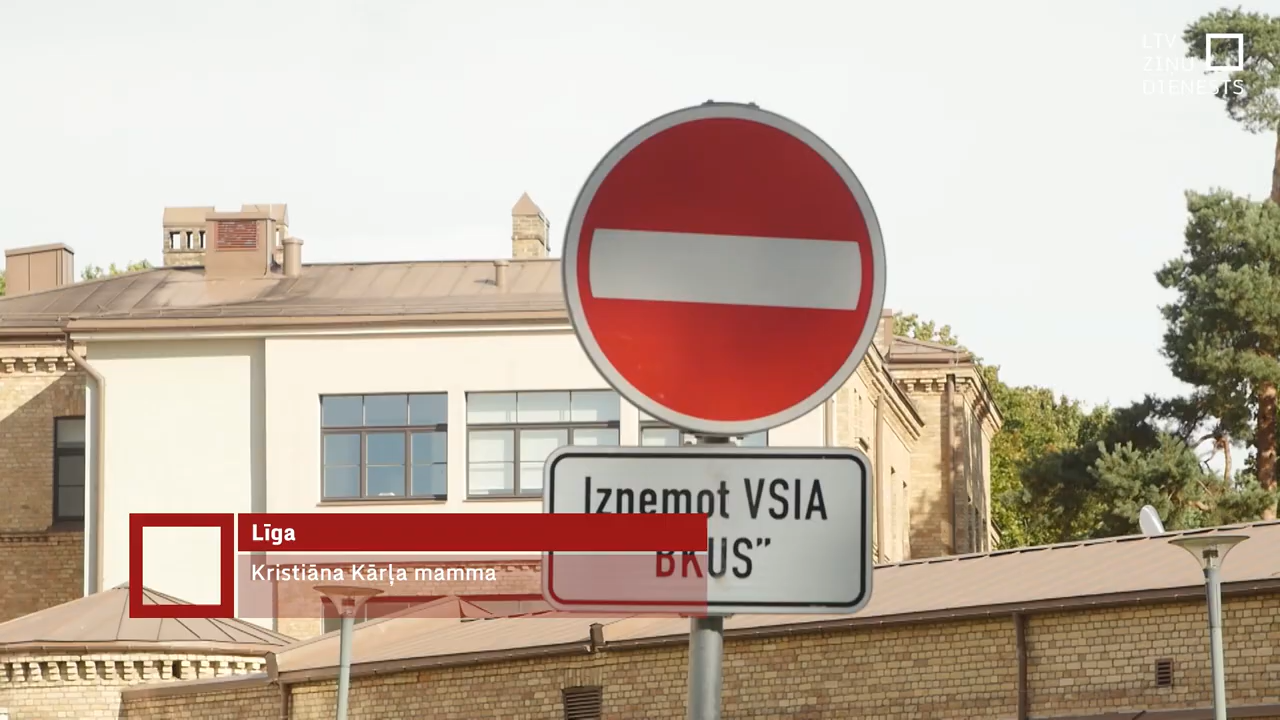 LTV
ZIŅU
DIENESTS
Izņemot VSIA
BKUS”
Līga
Kristiāna Kārļa mamma